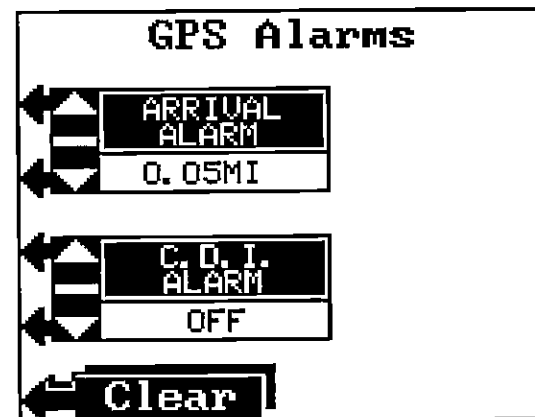 GPS Alarms
ARRIVAL
ALARM
0.05MI
C.D.I.
ALARM
OFF
Clear